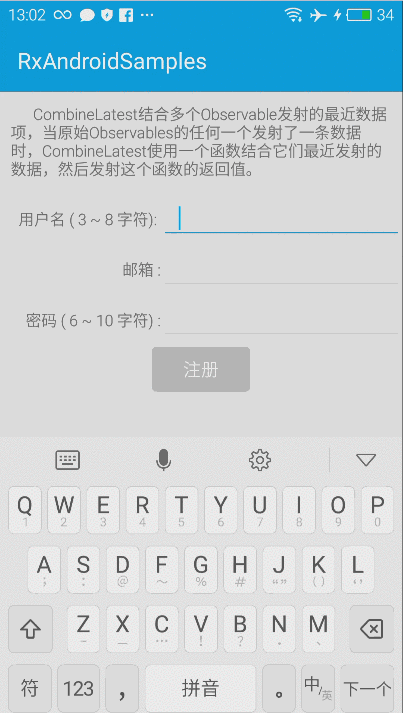 13:02 ··· 34
RxAndroidSamples
CombineLatest结合多个Observable发射的最近数据
项，当原始Observables的任何一个发射了一条数据
时，CombineLatest使用一个函数结合它们最近发射的
数据，然后发射这个函数的返回值。
用户名 ( 3 ~ 8 字符):
邮箱 :
密码 ( 6 ~ 10 字符) :
注册
Q W E R T Y U I O P
1 2 3 4 5 6 7 8 9 0
A S D F G H J K L
; : @ ~ % # “” ( ) ‘’
Z X C V B N M
- _ ··· ! ? · 、
符 123 ， 拼音 。 中/英 下一个